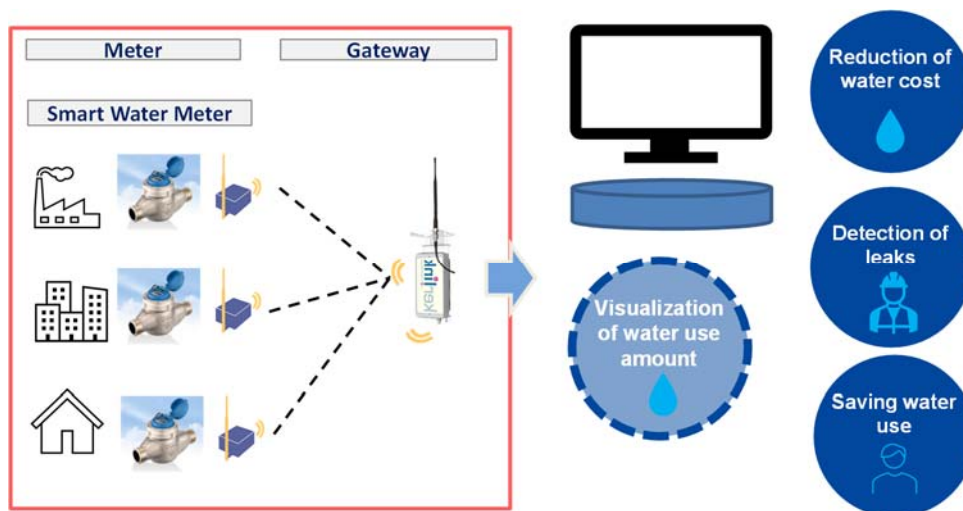 Meter
Gateway
Smart Water Meter
kerlink
Visualization
of water use
amount
Reduction of
water cost
Detection of
leaks
Saving water
use